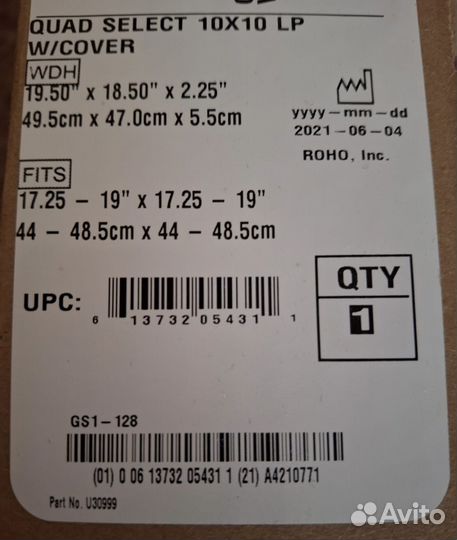 QUAD SELECT 10X10 LP
W/COVER
WDH
19.50" x 18.50" x 2.25"
49.5cm x 47.0cm x 5.5cm
yyyy-mm-dd
2021-06-04
ROHO, Inc.
FITS
17.25 - 19" x 17.25 - 19"
44 - 48.5cm x 44 - 48.5cm
UPC:
6 13732 05431 1
QTY
1
GS1-128
(01) 0 06 13732 05431 1 (21) A4210771
Part No. U30999
Avito